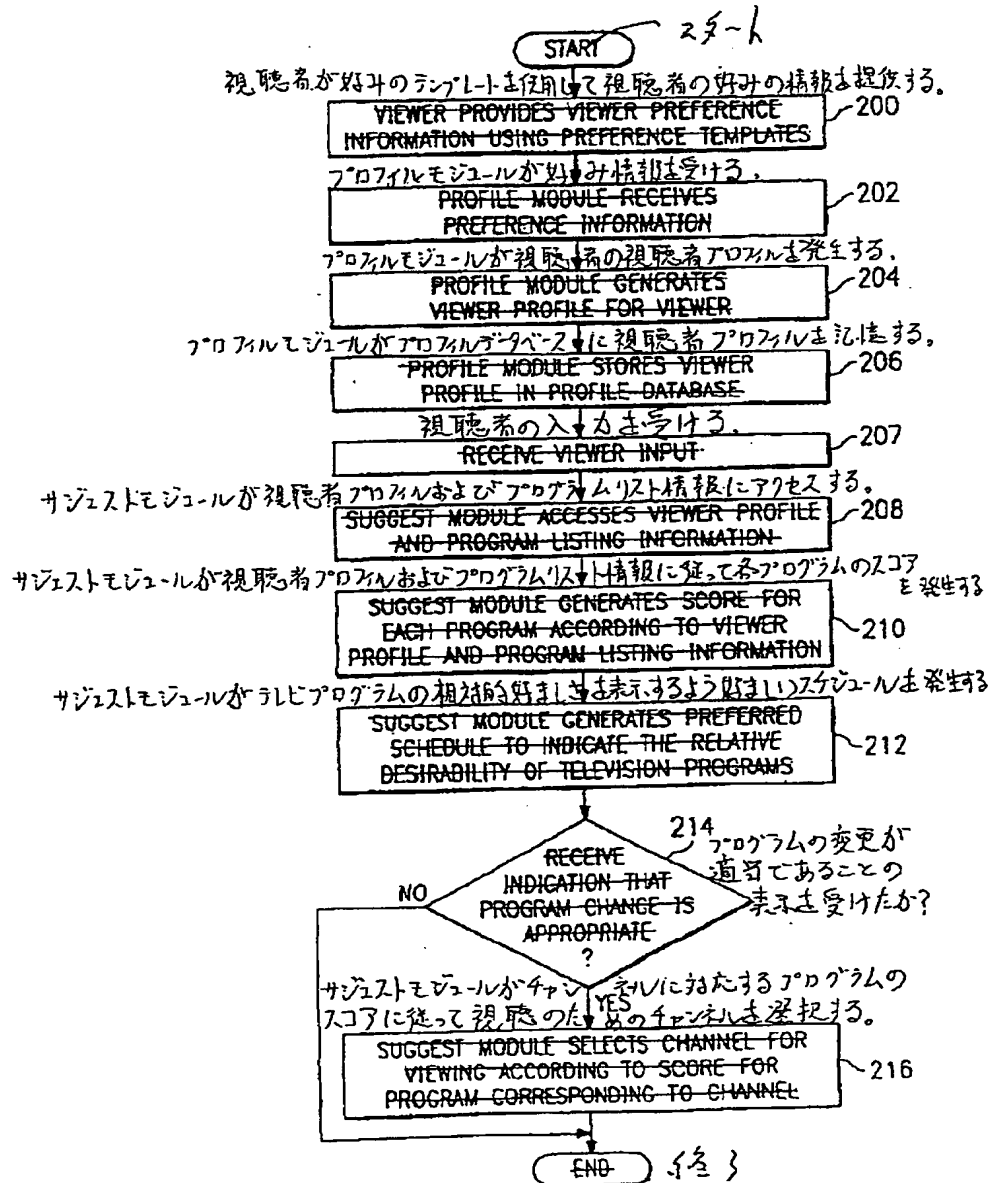 START
スタート
視聴者が好みのテンプレートを使用して視聴者の好みの情報を提供する。
VIEWER PROVIDES VIEWER PREFERENCE
INFORMATION USING PREFERENCE TEMPLATES
200
プロフィルモジュールが好み情報を受ける.
PROFILE MODULE RECEIVES
PREFERENCE INFORMATION
202
プロフィルモジュールが視聴者の視聴者プロフィルを発生する.
PROFILE MODULE GENERATES
VIEWER PROFILE FOR VIEWER
204
プロフィルモジュールがプロフィルデータベースに視聴者プロフィルを記憶する。
PROFILE MODULE STORES VIEWER
PROFILE IN PROFILE DATABASE
206
視聴者の入力を受ける.
RECEIVE VIEWER INPUT
207
サジェストモジュールが視聴者プロフィルおよびプログラムリスト情報にアクセスする。
SUGGEST MODULE ACCESSES VIEWER PROFILE
AND PROGRAM LISTING INFORMATION
208
サジェストモジュールが視聴者プロフィルおよびプログラムリスト情報に従って各プログラムのスコア
を発生する
SUGGEST MODULE GENERATES SCORE FOR
EACH PROGRAM ACCORDING TO VIEWER
PROFILE AND PROGRAM LISTING INFORMATION
210
サジェストモジュールがテレビプログラムの相対的好ましさを表示するよう好ましいスケジュールを発生する
SUGGEST MODULE GENERATES PREFERRED
SCHEDULE TO INDICATE THE RELATIVE
DESIRABILITY OF TELEVISION PROGRAMS
212
214
プログラムの変更が
適当であることの
表示を受けたか?
RECEIVE
INDICATION THAT
PROGRAM CHANGE IS
APPROPRIATE
?
NO
YES
サジェストモジュールがチャンネルに対応するプログラムの
スコアに従って視聴のためのチャンネルを選択する。
SUGGEST MODULE SELECTS CHANNEL FOR
VIEWING ACCORDING TO SCORE FOR
PROGRAM CORRESPONDING TO CHANNEL
216
END
終了